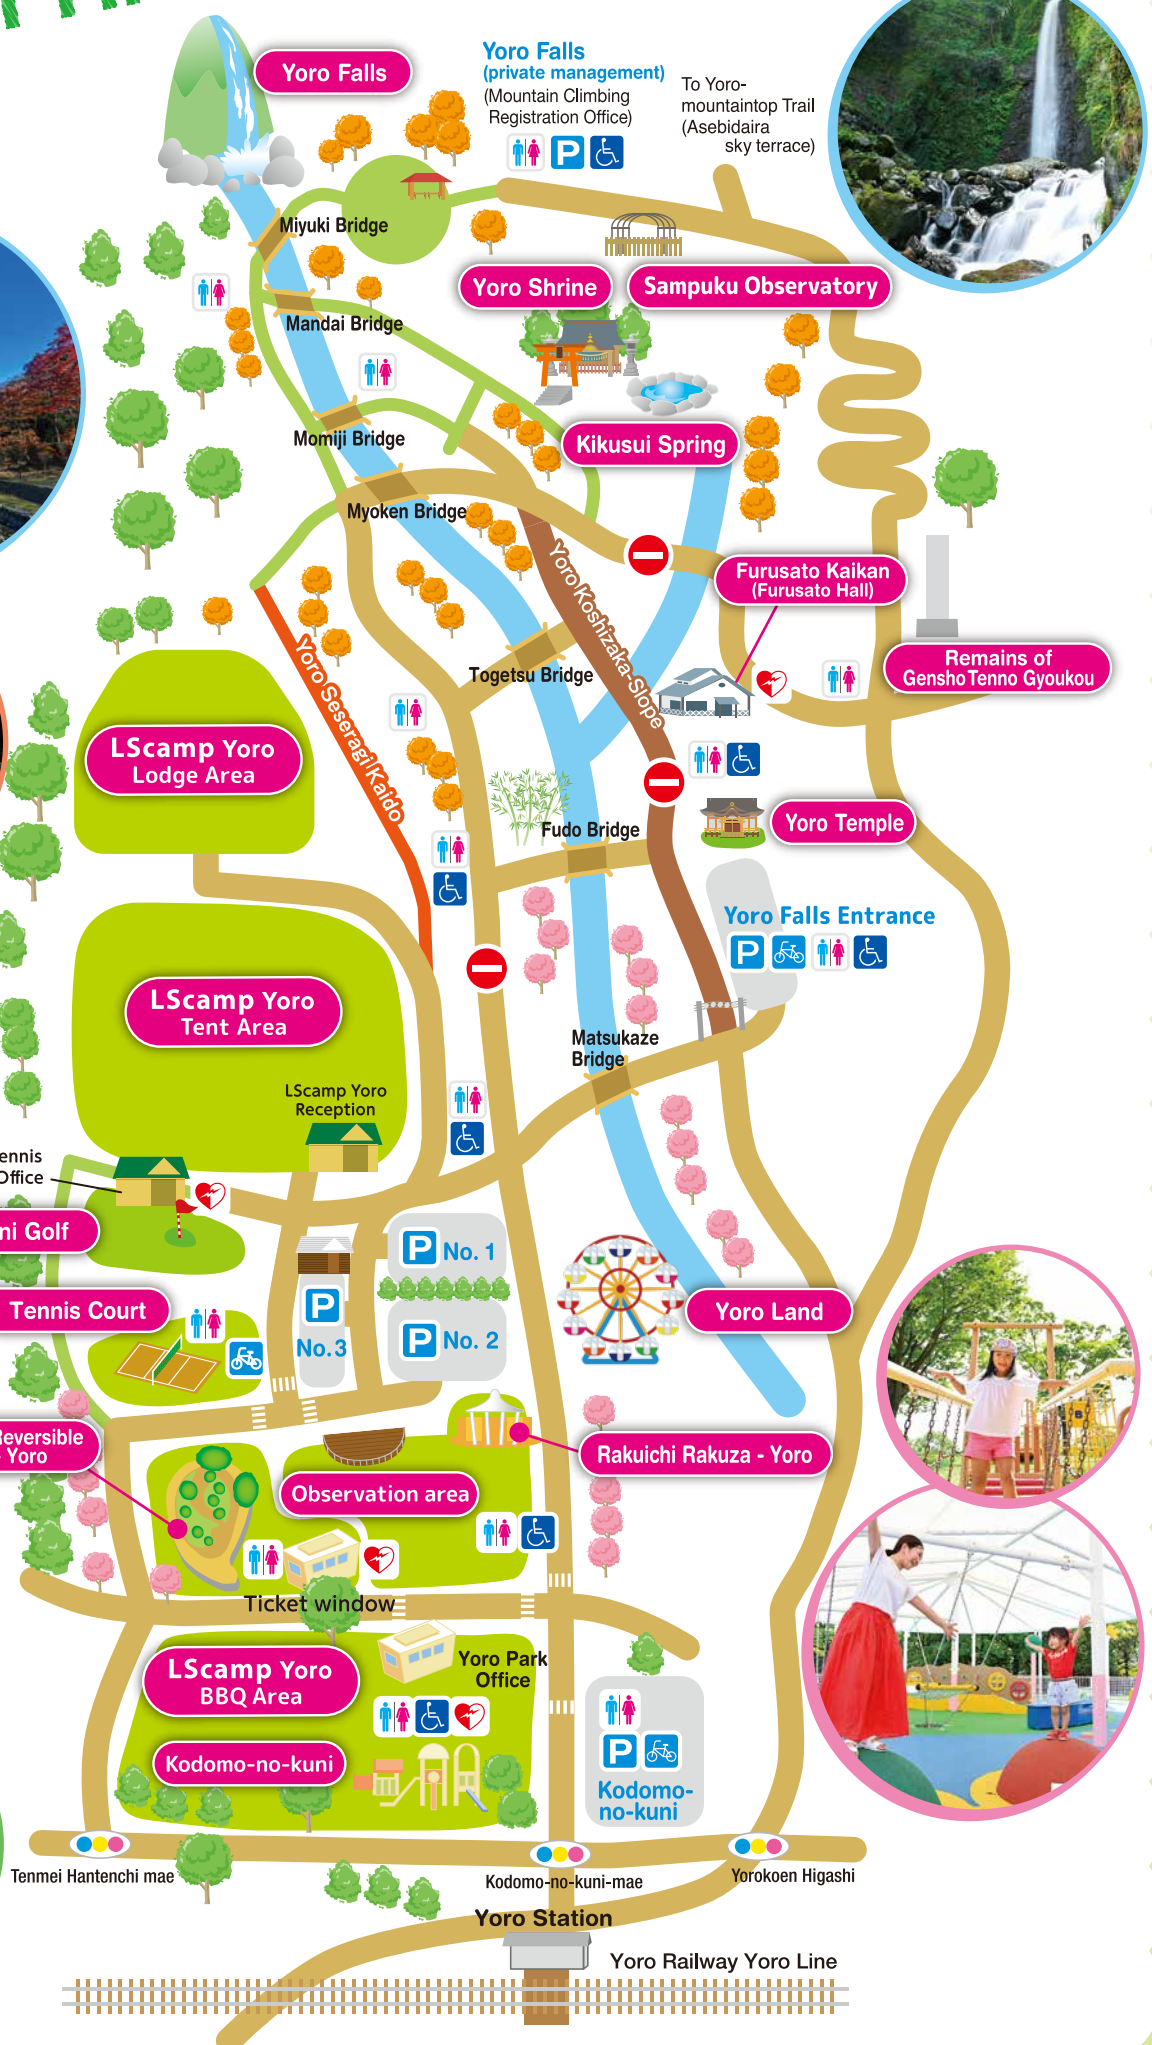 Yoro Falls
Yoro Falls
(private management)
(Mountain Climbing
Registration Office)
P
To Yoro-
mountaintop Trail
(Asebidaira
sky terrace)
Miyuki Bridge
Yoro Shrine
Sampuku Observatory
Mandai Bridge
Momiji Bridge
Kikusui Spring
Myoken Bridge
Yoro Koshizaka-Slope
Furusato Kaikan
(Furusato Hall)
Remains of
Gensho Tenno Gyoukou
Togetsu Bridge
Yoro Seseragi Kaido
LScamp Yoro
Lodge Area
Fudo Bridge
Yoro Temple
Yoro Falls Entrance
P
LScamp Yoro
Tent Area
Matsukaze
Bridge
LScamp Yoro
Reception
ennis
Office
ni Golf
P No. 1
P
No.3
P No. 2
Tennis Court
Yoro Land
Reversible
Yoro
Rakuichi Rakuza - Yoro
Observation area
Ticket window
LScamp Yoro
BBQ Area
Yoro Park
Office
Kodomo-no-kuni
P
Kodomo-
no-kuni
Tenmei Hantenchi mae
Kodomo-no-kuni-mae
Yorokoen Higashi
Yoro Station
Yoro Railway Yoro Line